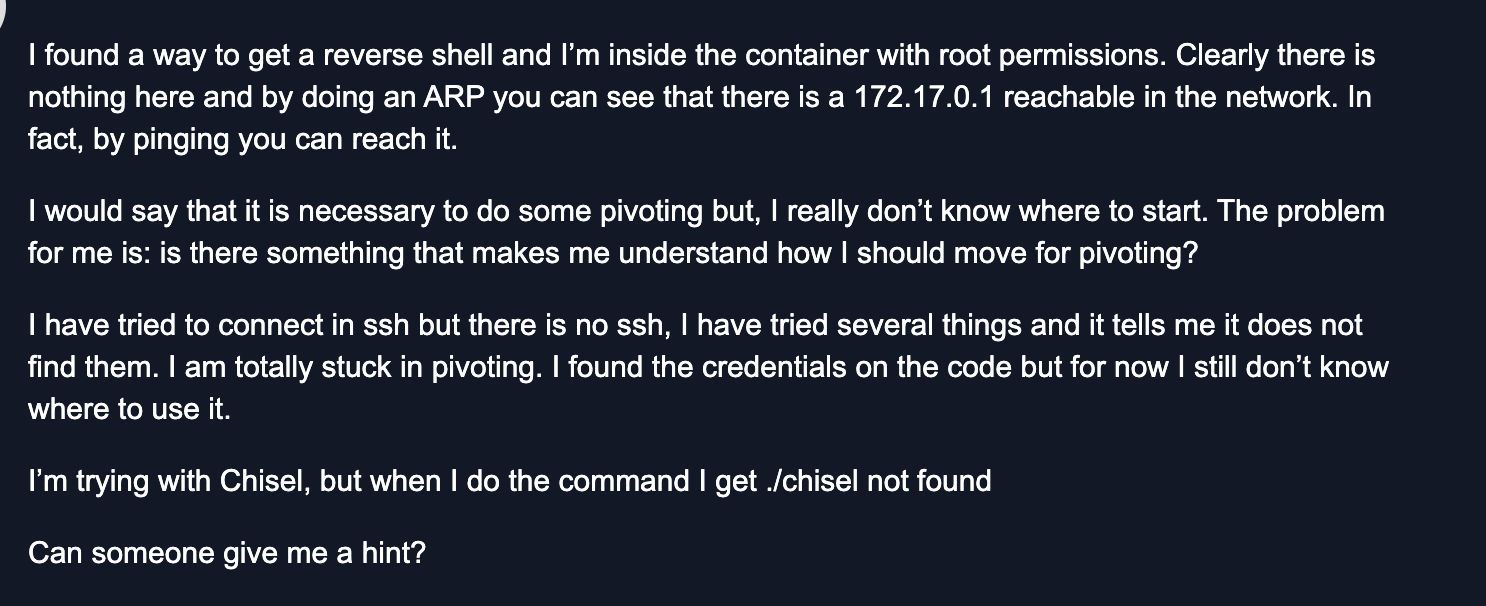 I found a way to get a reverse shell and I’m inside the container with root permissions. Clearly there is
nothing here and by doing an ARP you can see that there is a 172.17.0.1 reachable in the network. In
fact, by pinging you can reach it.
I would say that it is necessary to do some pivoting but, I really don’t know where to start. The problem
for me is: is there something that makes me understand how I should move for pivoting?
I have tried to connect in ssh but there is no ssh, I have tried several things and it tells me it does not
find them. I am totally stuck in pivoting. I found the credentials on the code but for now I still don’t know
where to use it.
I’m trying with Chisel, but when I do the command I get ./chisel not found
Can someone give me a hint?